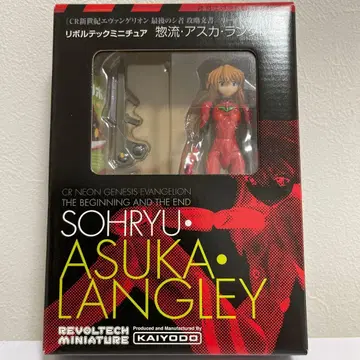 「CR新世紀エヴァンゲリオン 最後のシ者 攻略文書
リボルテックミニチュア 惣流・アスカ・ラング
CR NEON GENESIS EVANGELION
THE BEGINNING AND THE END
SOHRYU・
ASUKA・
LANGLEY
REVOLTECH
MINIATURE
Produced and Manufactured By
KAIYODO